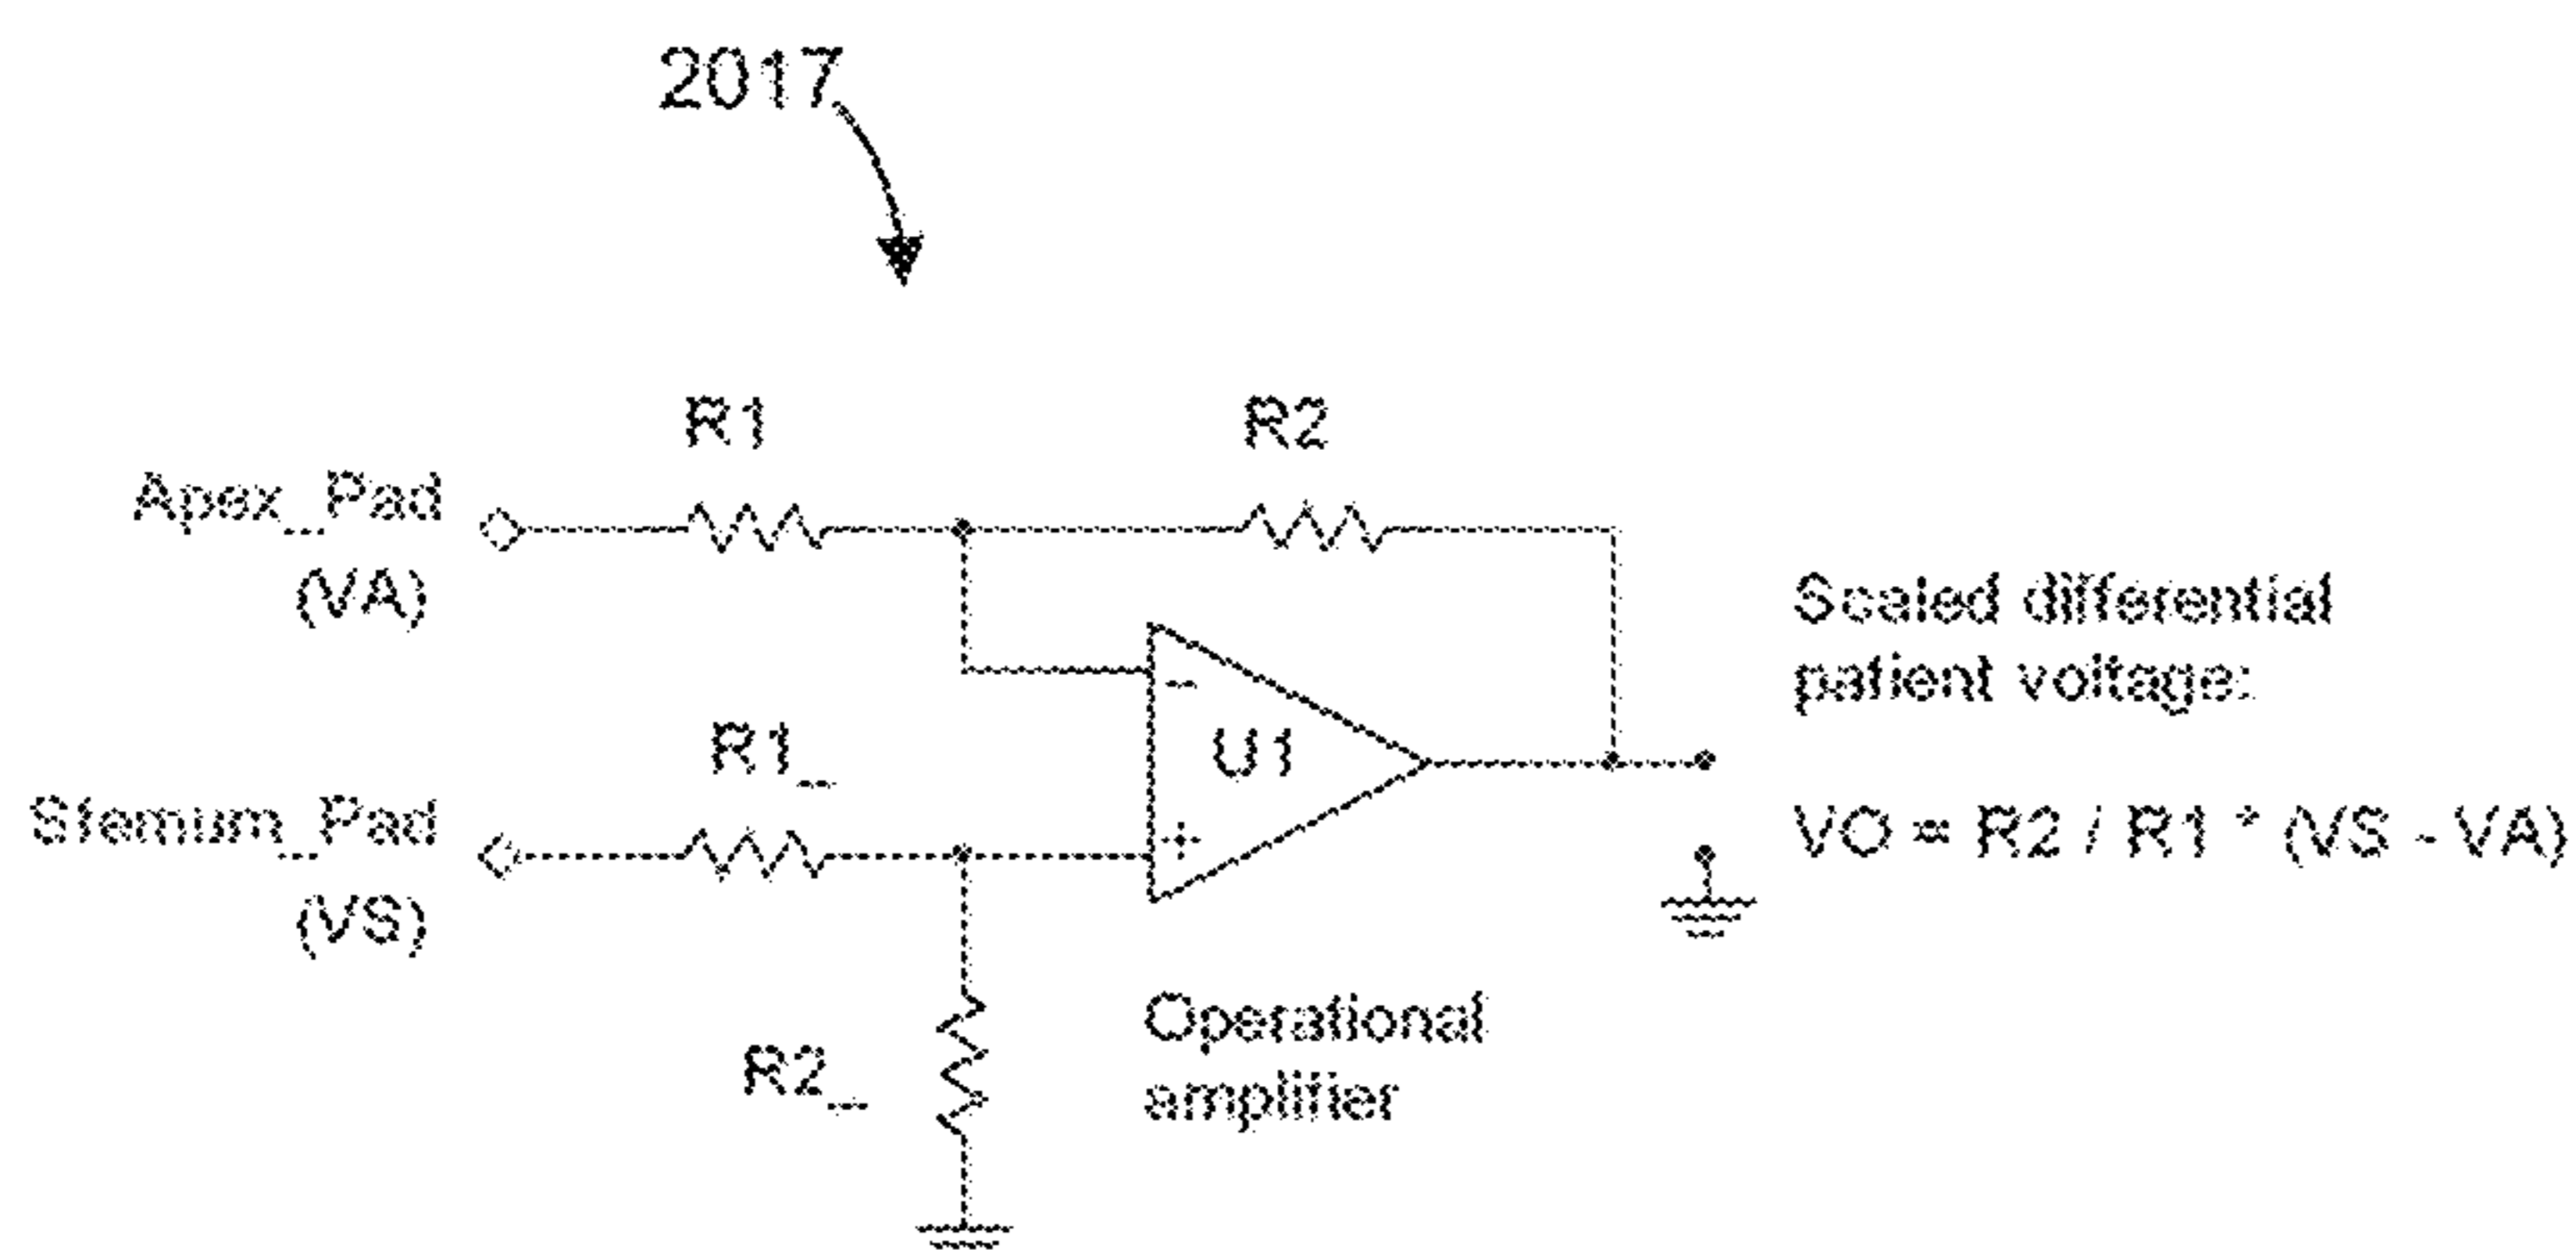 2017
R1
R2
Apex_Pad
(VA)
Scaled differential
patient voltage:
-
U1
R1_
Sternum_Pad
+
VO = R2 / R1 * (VS - VA)
(VS)
Operational
R2_
amplifier